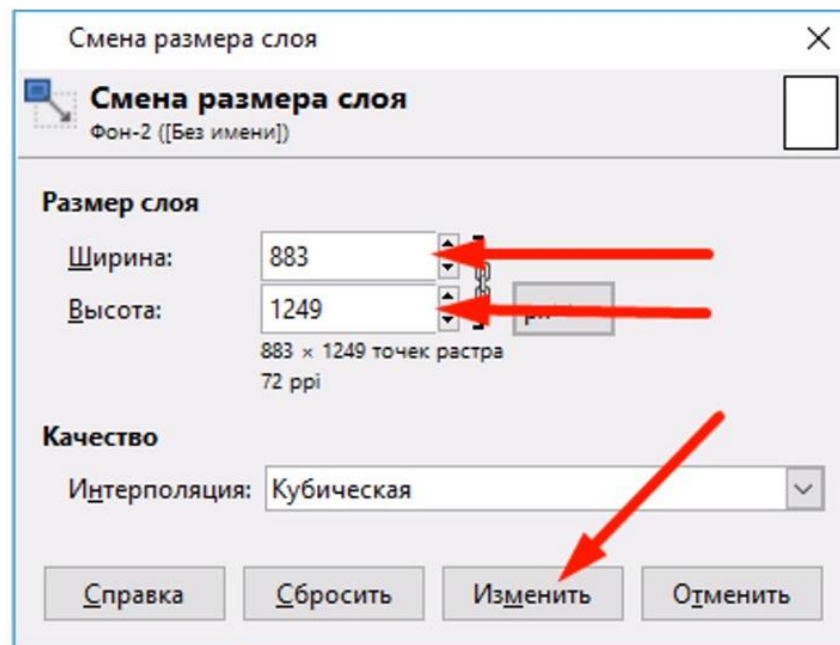 Смена размера слоя
Смена размера слоя
Фон-2 ([Без имени])
Размер слоя
Ширина: 883
Высота: 1249
883 × 1249 точек растра
72 ppi
Качество
Интерполяция: Кубическая
Справка Сбросить Изменить Отменить